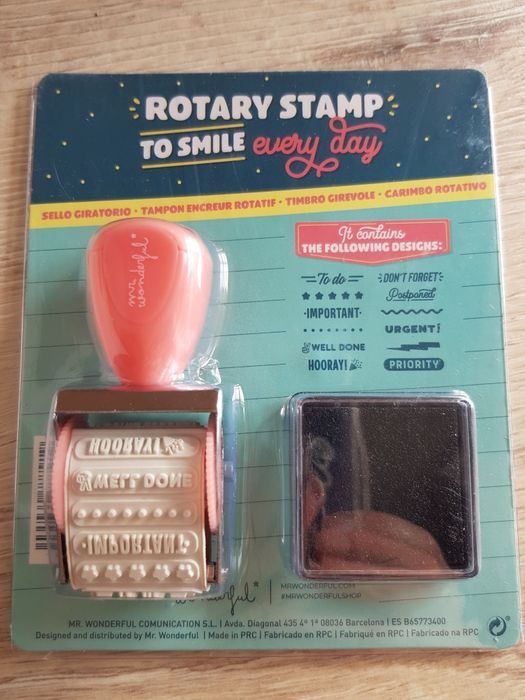 ROTARY STAMP
TO SMILE every day
SELLO GIRATORIO · TAMPON ENCREUR ROTATIF · TIMBRO GIREVOLE · CARIMBO ROTATIVO
mr.
wonderful*
It contains
THE FOLLOWING DESIGNS:
To do
DON'T FORGET
Postponed
·IMPORTANT·
WELL DONE
URGENT!
HOORAY!
PRIORITY
HOORAY!
WELL DONE
·IMPORTANT·
wonderful*
MRWONDERFUL.COM
#MRWONDERFULSHOP
MR. WONDERFUL COMUNICATION S.L. | Avda. Diagonal 435 4º 1ª 08036 Barcelona | ES B65773400
Designed and distributed by Mr. Wonderful | Made in PRC | Fabricado en RPC | Fabriqué en RPC | Fabricado na RPC